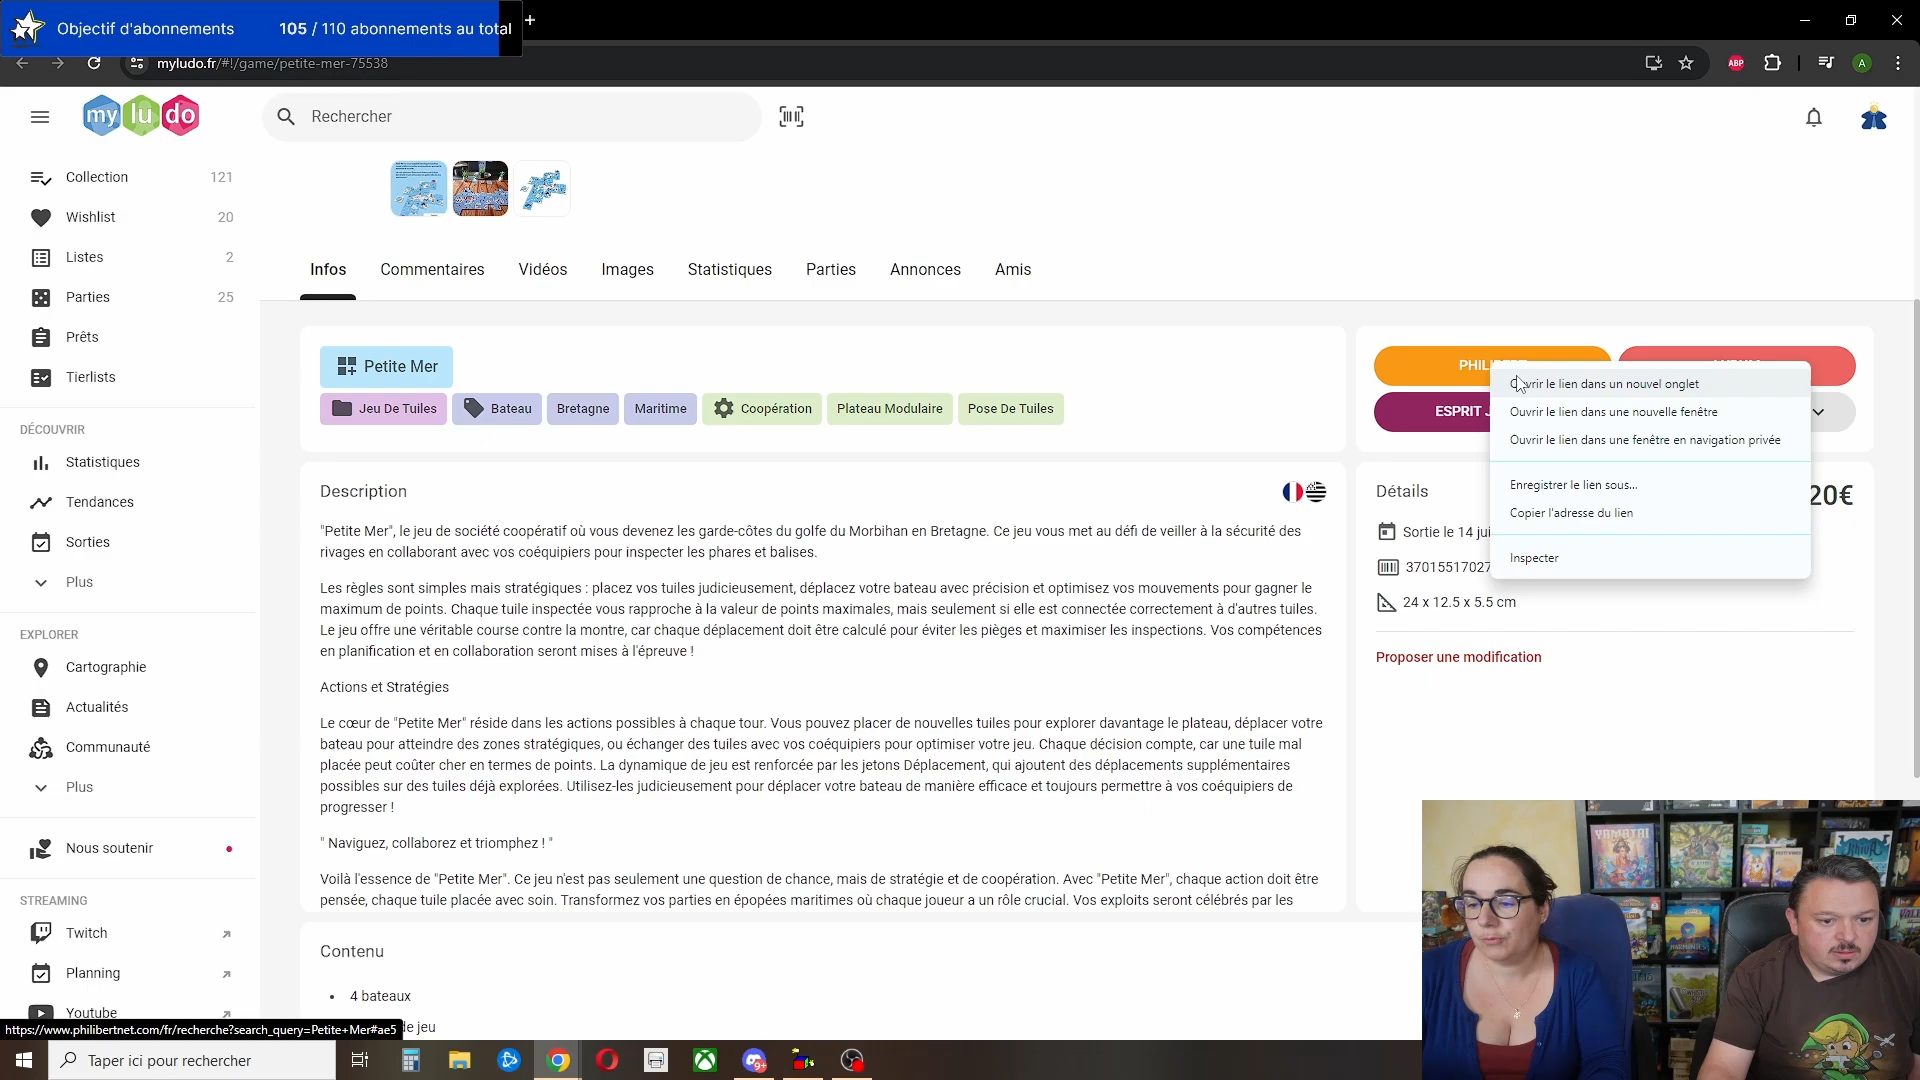 Objectif d'abonnements 105 / 110 abonnements au total
myludo.fr/#!/game/petite-mer-75538
ABP
A
my lu do
Rechercher
Collection 121
Wishlist 20
Listes 2
Parties 25
Prêts
Tierlists
DÉCOUVRIR
Statistiques
Tendances
Sorties
Plus
EXPLORER
Cartographie
Actualités
Communauté
Plus
Nous soutenir
STREAMING
Twitch
Planning
Youtube
Infos Commentaires Vidéos Images Statistiques Parties Annonces Amis
Petite Mer
Jeu De Tuiles Bateau Bretagne Maritime Coopération Plateau Modulaire Pose De Tuiles
ESPRIT J
Ouvrir le lien dans un nouvel onglet
Ouvrir le lien dans une nouvelle fenêtre
Ouvrir le lien dans une fenêtre en navigation privée
Enregistrer le lien sous...
Copier l'adresse du lien
Inspecter
Description
"Petite Mer", le jeu de société coopératif où vous devenez les garde-côtes du golfe du Morbihan en Bretagne. Ce jeu vous met au défi de veiller à la sécurité des
rivages en collaborant avec vos coéquipiers pour inspecter les phares et balises.
Les règles sont simples mais stratégiques : placez vos tuiles judicieusement, déplacez votre bateau avec précision et optimisez vos mouvements pour gagner le
maximum de points. Chaque tuile inspectée vous rapproche à la valeur de points maximales, mais seulement si elle est connectée correctement à d'autres tuiles.
Le jeu offre une véritable course contre la montre, car chaque déplacement doit être calculé pour éviter les pièges et maximiser les inspections. Vos compétences
en planification et en collaboration seront mises à l'épreuve !
Actions et Stratégies
Le cœur de "Petite Mer" réside dans les actions possibles à chaque tour. Vous pouvez placer de nouvelles tuiles pour explorer davantage le plateau, déplacer votre
bateau pour atteindre des zones stratégiques, ou échanger des tuiles avec vos coéquipiers pour optimiser votre jeu. Chaque décision compte, car une tuile mal
placée peut coûter cher en termes de points. La dynamique de jeu est renforcée par les jetons Déplacement, qui ajoutent des déplacements supplémentaires
possibles sur des tuiles déjà explorées. Utilisez-les judicieusement pour déplacer votre bateau de manière efficace et toujours permettre à vos coéquipiers de
progresser !
" Naviguez, collaborez et triomphez ! "
Voilà l'essence de "Petite Mer". Ce jeu n'est pas seulement une question de chance, mais de stratégie et de coopération. Avec "Petite Mer", chaque action doit être
pensée, chaque tuile placée avec soin. Transformez vos parties en épopées maritimes où chaque joueur a un rôle crucial. Vos exploits seront célébrés par les
Détails 20€
Sortie le 14 jui
3701551702
24 x 12.5 x 5.5 cm
Proposer une modification
Contenu
4 bateaux
de jeu
YAMATAI
https://www.philibertnet.com/fr/recherche?search_query=Petite+Mer#ae5
Taper ici pour rechercher
9+